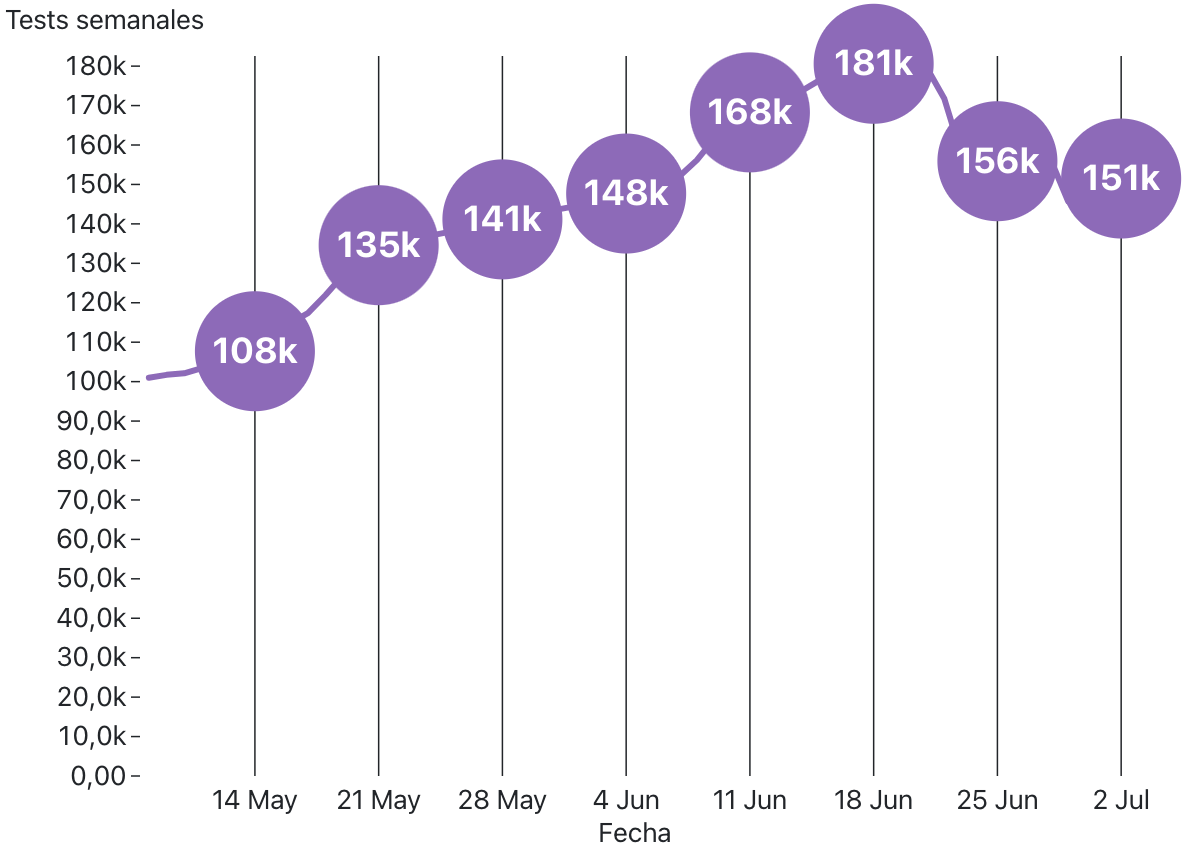 Tests semanales
180k
170k
160k
150k
140k
130k
120k
110k
100k
90,0k
80,0k
70,0k
60,0k
50,0k
40,0k
30,0k
20,0k
10,0k
0,00
108k
135k
141k
148k
168k
181k
156k
151k
14 May
21 May
28 May
4 Jun
11 Jun
18 Jun
25 Jun
2 Jul
Fecha